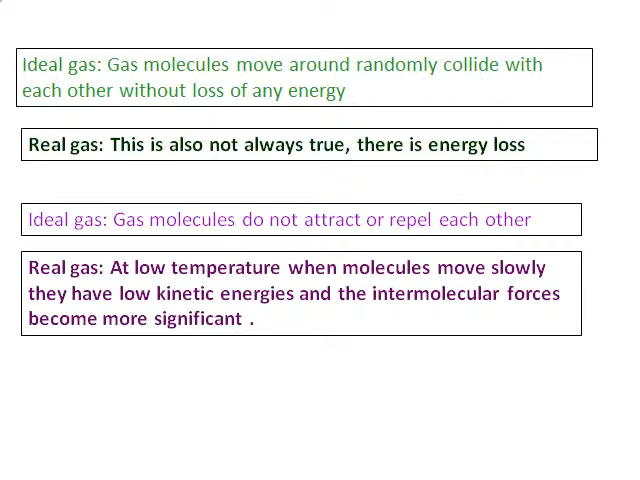 Ideal gas: Gas molecules move around randomly collide with
each other without loss of any energy
Real gas: This is also not always true, there is energy loss
Ideal gas: Gas molecules do not attract or repel each other
Real gas: At low temperature when molecules move slowly
they have low kinetic energies and the intermolecular forces
become more significant .